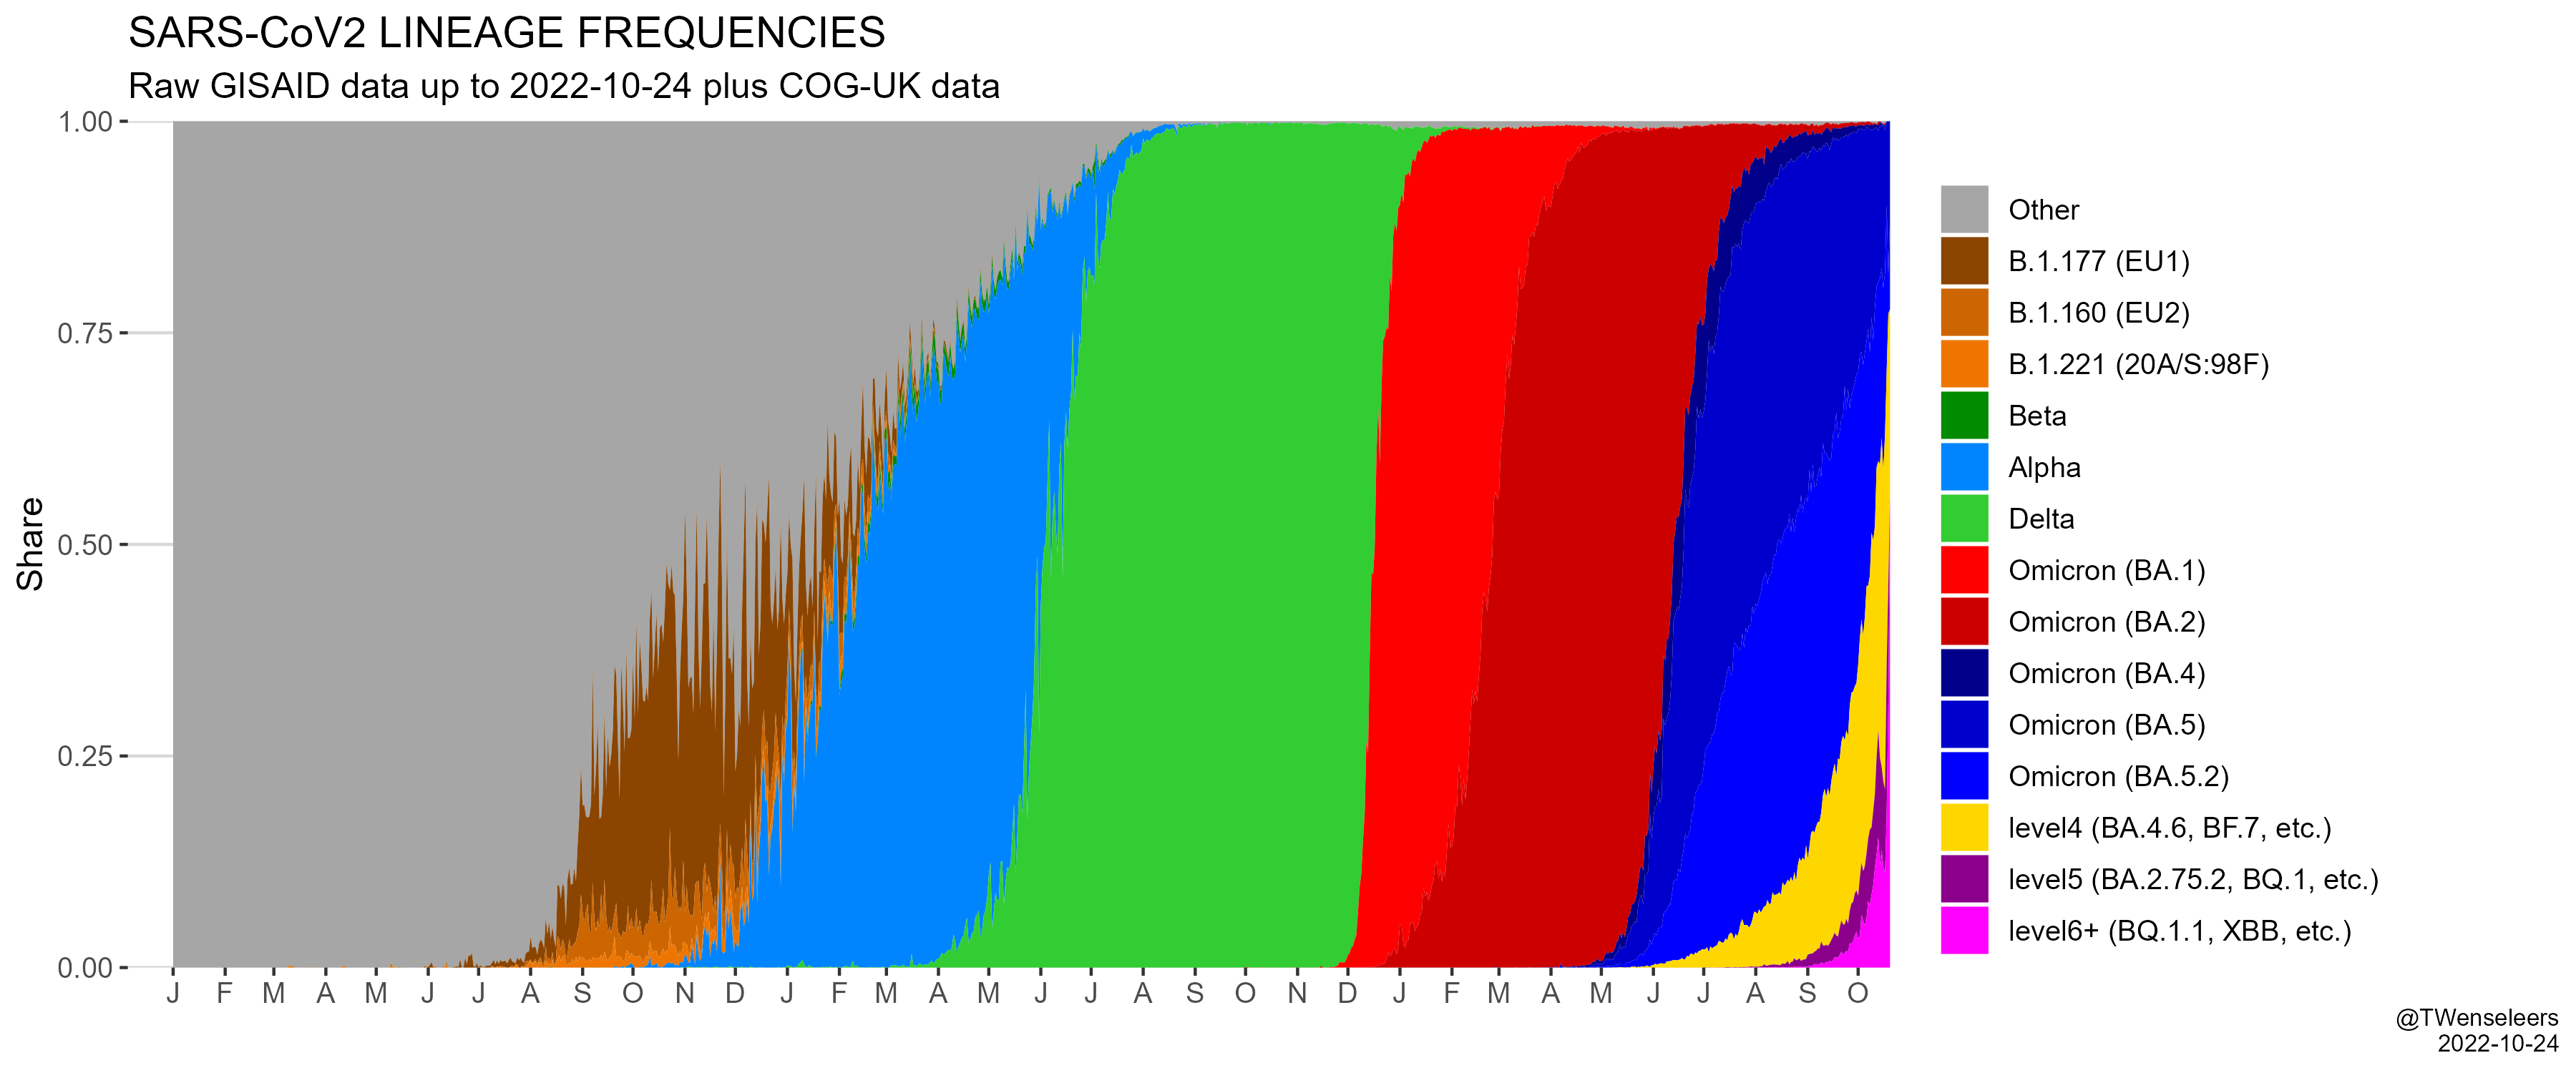 SARS-CoV2 LINEAGE FREQUENCIES
Raw GISAID data up to 2022-10-24 plus COG-UK data
Share
1.00
0.75
0.50
0.25
0.00
J F M A M J J A S O N D J F M A M J J A S O N D J F M A M J J A S O
Other
B.1.177 (EU1)
B.1.160 (EU2)
B.1.221 (20A/S:98F)
Beta
Alpha
Delta
Omicron (BA.1)
Omicron (BA.2)
Omicron (BA.4)
Omicron (BA.5)
Omicron (BA.5.2)
level4 (BA.4.6, BF.7, etc.)
level5 (BA.2.75.2, BQ.1, etc.)
level6+ (BQ.1.1, XBB, etc.)
@TWenseleers
2022-10-24